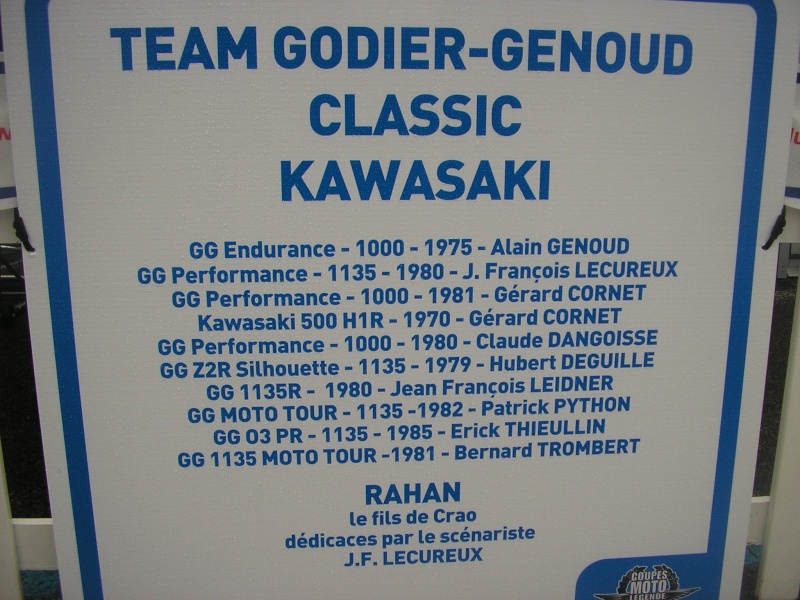 TEAM GODIER-GENOUD
CLASSIC
KAWASAKI
GG Endurance - 1000 - 1975 - Alain GENOUD
GG Performance - 1135 - 1980 - J. François LECUREUX
GG Performance - 1000 - 1981 - Gérard CORNET
Kawasaki 500 H1R - 1970 - Gérard CORNET
GG Performance - 1000 - 1980 - Claude DANGOISSE
GG Z2R Silhouette - 1135 - 1979 - Hubert DEGUILLE
GG 1135R - 1980 - Jean François LEIDNER
GG MOTO TOUR - 1135 -1982 - Patrick PYTHON
GG 03 PR - 1135 - 1985 - Erick THIEULLIN
GG 1135 MOTO TOUR -1981 - Bernard TROMBERT
RAHAN
le fils de Crao
dédicaces par le scénariste
J.F. LECUREUX
COUPES
MOTO
LEGENDE